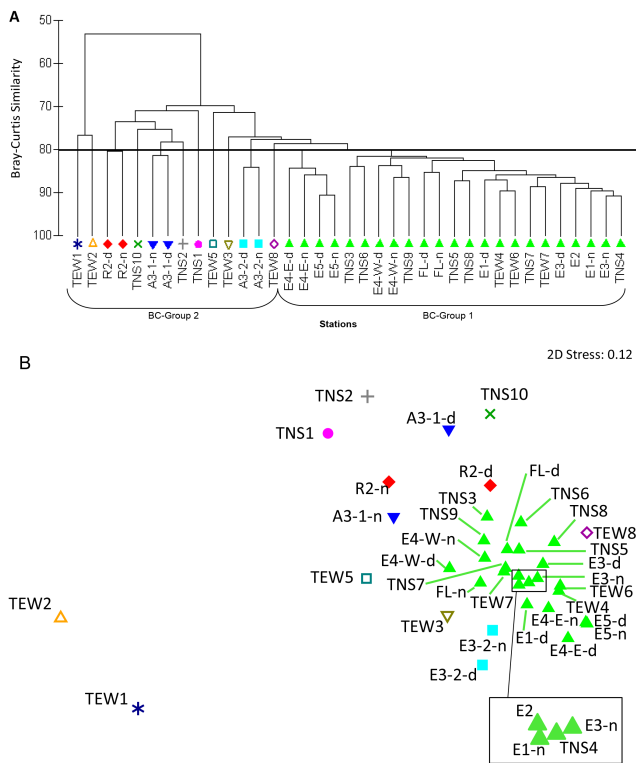 A
Bray-Curtis Similarity
50
60
70
80
90
100
TEW1
TEW2
R2-d
R2-n
TNS10
A3-1-n
A3-1-d
TNS2
TNS1
TEW5
TEW3
A3-2-d
A3-2-n
TEW8
E4-E-d
E4-E-n
E5-d
E5-n
TNS3
TNS6
E4-W-d
E4-W-n
TNS9
FL-d
FL-n
TNS5
TNS8
E1-d
TEW4
TEW6
TNS7
TEW7
E3-d
E2
E1-n
E3-n
TNS4
BC-Group 2
Stations
BC-Group 1
B
2D Stress: 0.12
TNS2
TNS10
A3-1-d
TNS1
R2-d
FL-d
R2-n
TNS3
TNS6
TNS8
A3-1-n
TNS9
TEW8
E4-W-n
TNS5
E4-W-d
E3-d
TEW5
TNS7
E3-n
TEW6
FL-n
TEW7
TEW4
TEW2
TEW3
E4-E-n
E5-d
E1-d
E5-n
E3-2-n
E4-E-d
E3-2-d
TEW1
E2
E3-n
E1-n
TNS4